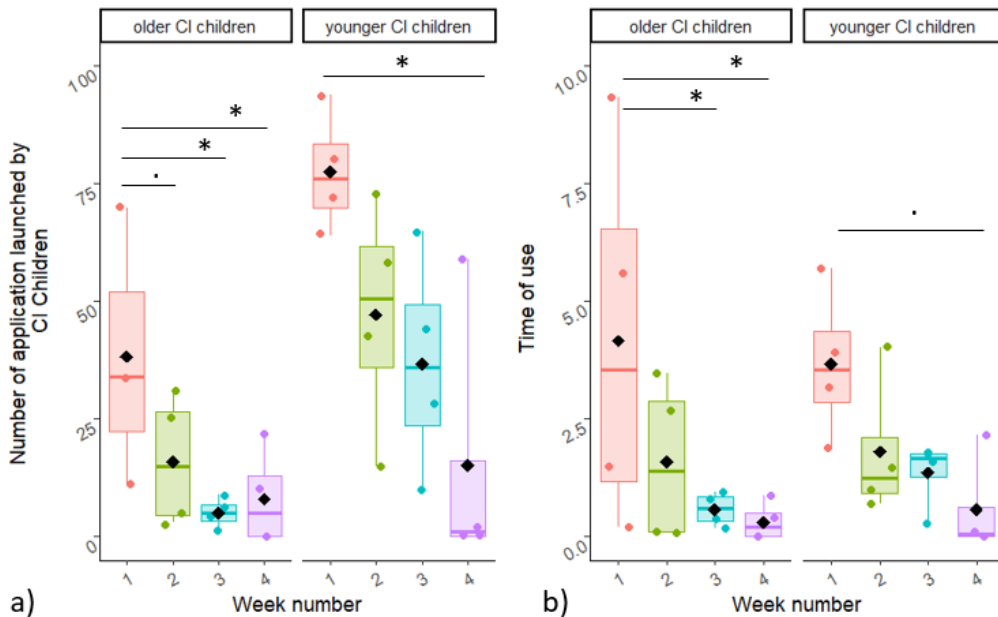 older CI children
younger CI children
Number of application launched by
CI Children
100
75
50
25
0
*
*
.
*
1 2 3 4
1 2 3 4
Week number
a)
older CI children
younger CI children
Time of use
10.0
7.5
5.0
2.5
0.0
*
*
.
1 2 3 4
1 2 3 4
Week number
b)